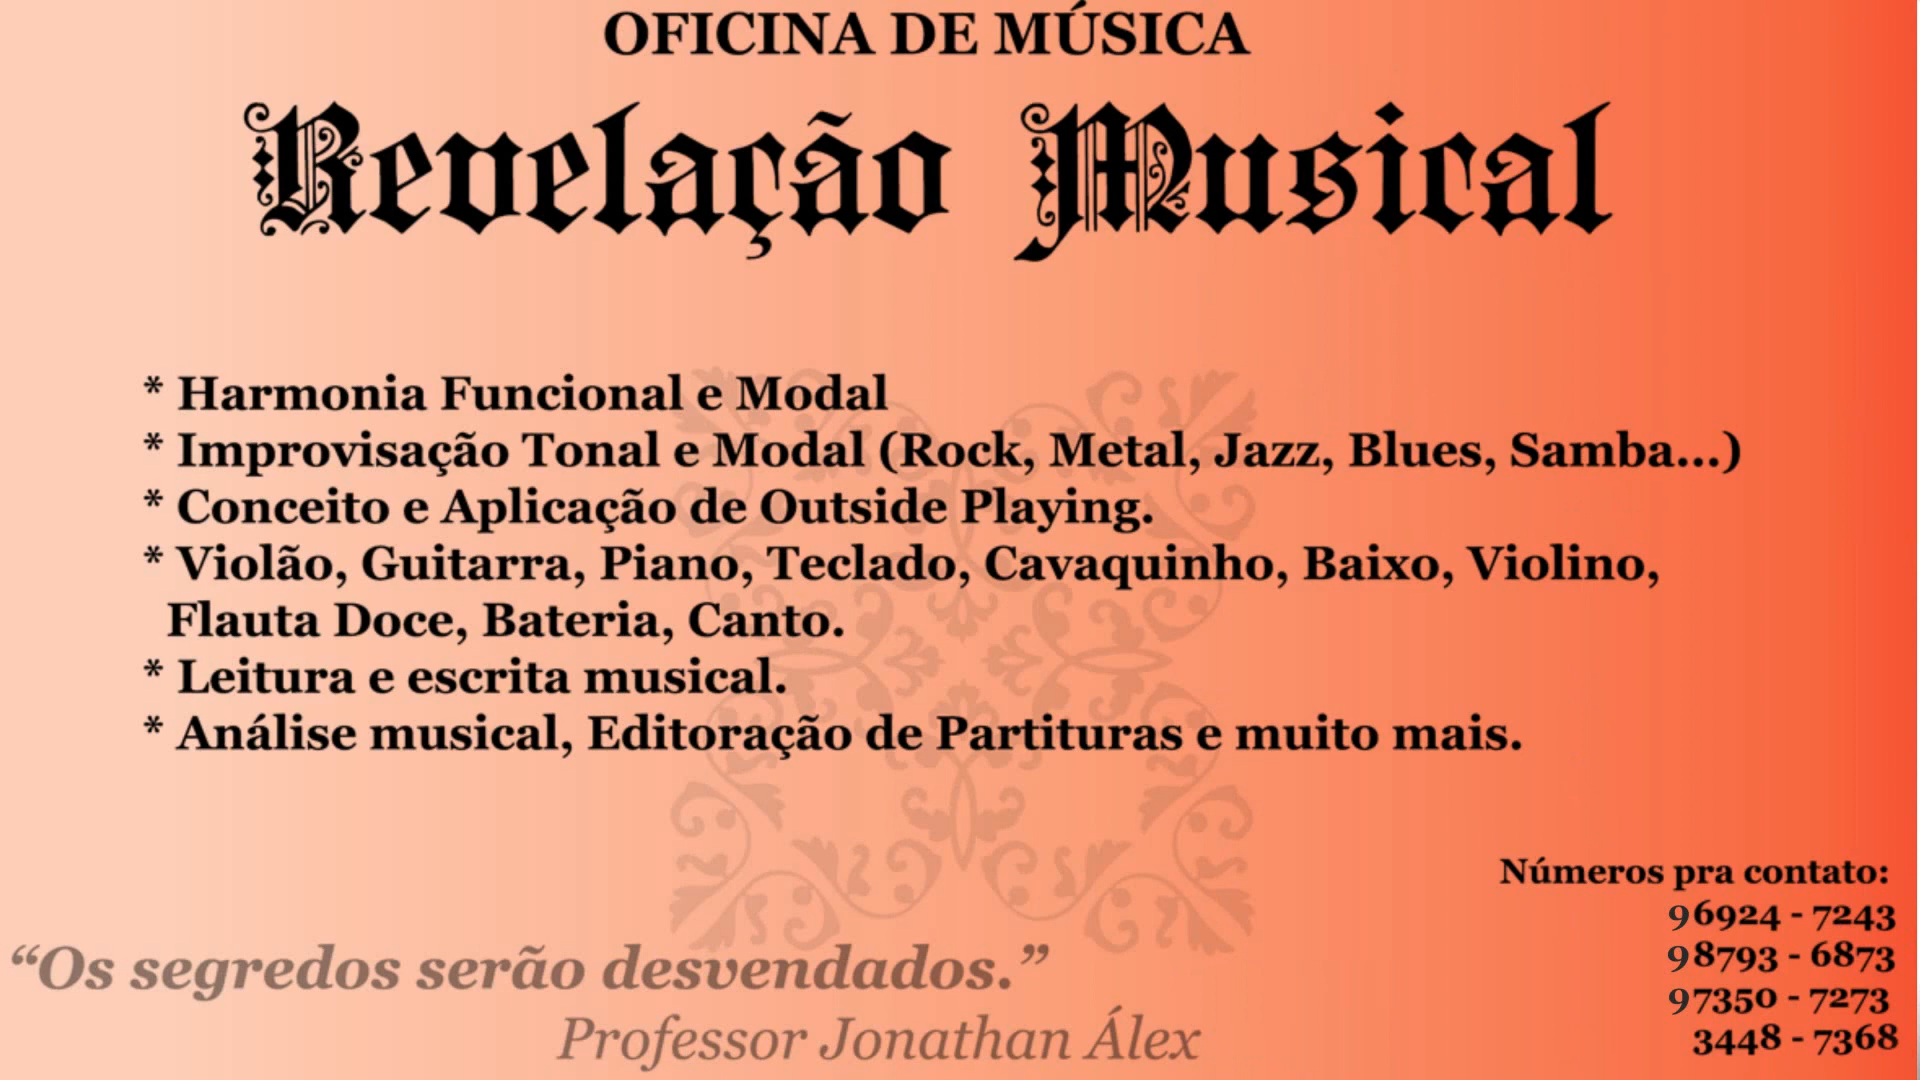 OFICINA DE MÚSICA
Revelação Musical
* Harmonia Funcional e Modal
* Improvisação Tonal e Modal (Rock, Metal, Jazz, Blues, Samba...)
* Conceito e Aplicação de Outside Playing.
* Violão, Guitarra, Piano, Teclado, Cavaquinho, Baixo, Violino,
Flauta Doce, Bateria, Canto.
* Leitura e escrita musical.
* Análise musical, Editoração de Partituras e muito mais.
Números pra contato:
96924 - 7243
98793 - 6873
97350 - 7273
3448 - 7368
“Os segredos serão desvendados.”
Professor Jonathan Álex